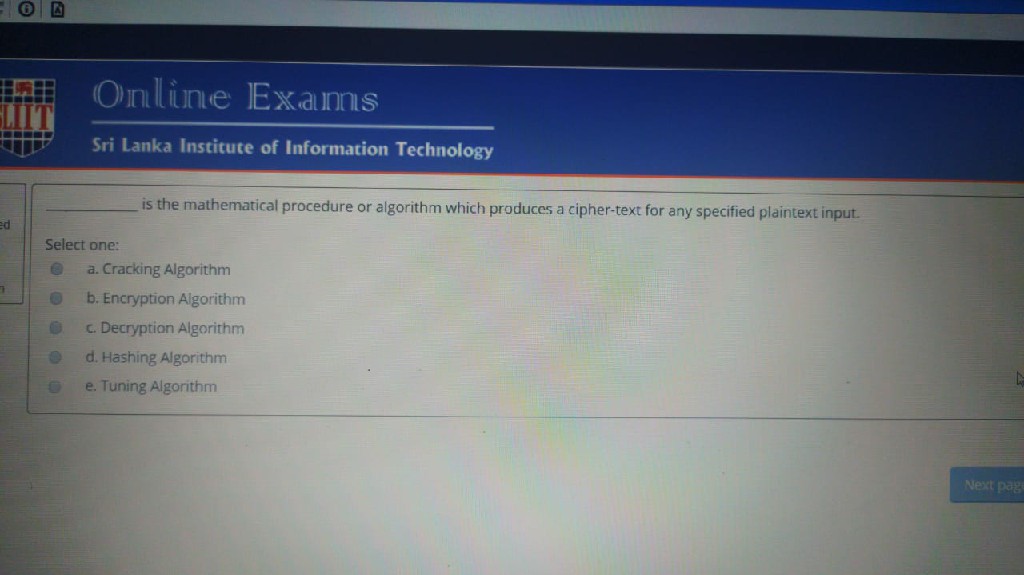 Online Exams
SLIIT
Sri Lanka Institute of Information Technology
ed
__________ is the mathematical procedure or algorithm which produces a cipher-text for any specified plaintext input.
Select one:
a. Cracking Algorithm
b. Encryption Algorithm
c. Decryption Algorithm
d. Hashing Algorithm
e. Tuning Algorithm
Next page